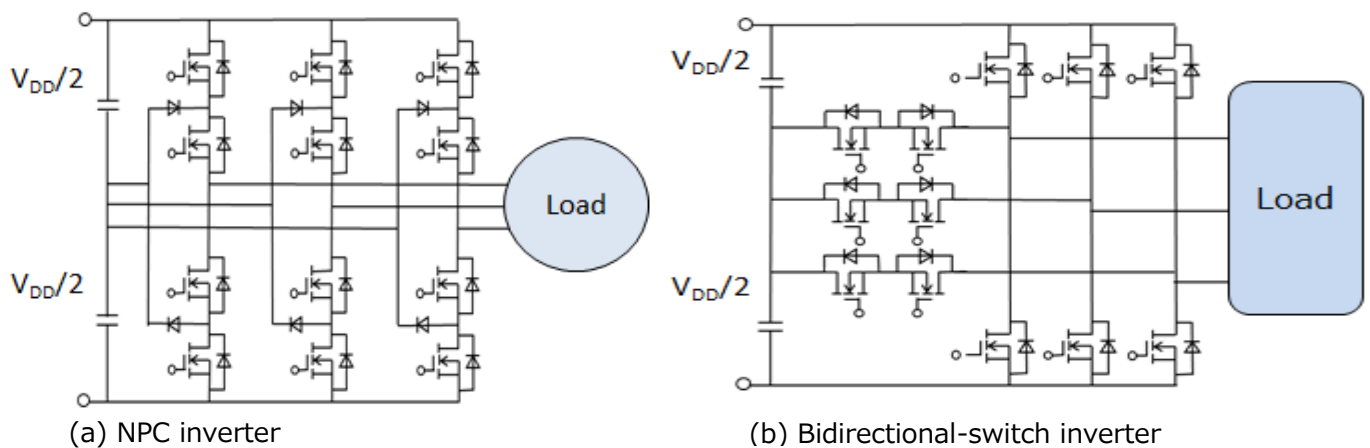 V_DD/2
Load
V_DD/2
(a) NPC inverter
V_DD/2
Load
V_DD/2
(b) Bidirectional-switch inverter